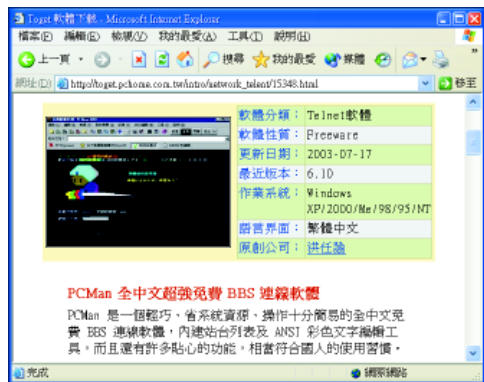 Toget 軟體下載 - Microsoft Internet Explorer
檔案(F) 編輯(E) 檢視(V) 我的最愛(A) 工具(T) 說明(H)
上一頁 搜尋 我的最愛 媒體
網址(D) http://toget.pchome.com.tw/intro/network_telent/15348.html 移至
軟體分類： Telnet軟體
軟體性質： Freeware
更新日期： 2003-07-17
最近版本： 6.10
作業系統： Windows
XP/2000/Me/98/95/NT
語言界面： 繁體中文
原創公司： 洪任諭
PCMan 全中文超強免費 BBS 連線軟體
PCMan 是一個輕巧、省系統資源、操作十分簡易的全中文免
費 BBS 連線軟體，內建站台列表及 ANSI 彩色文字編輯工
具。而且還有許多貼心的功能，相當符合國人的使用習慣。
完成 網際網路